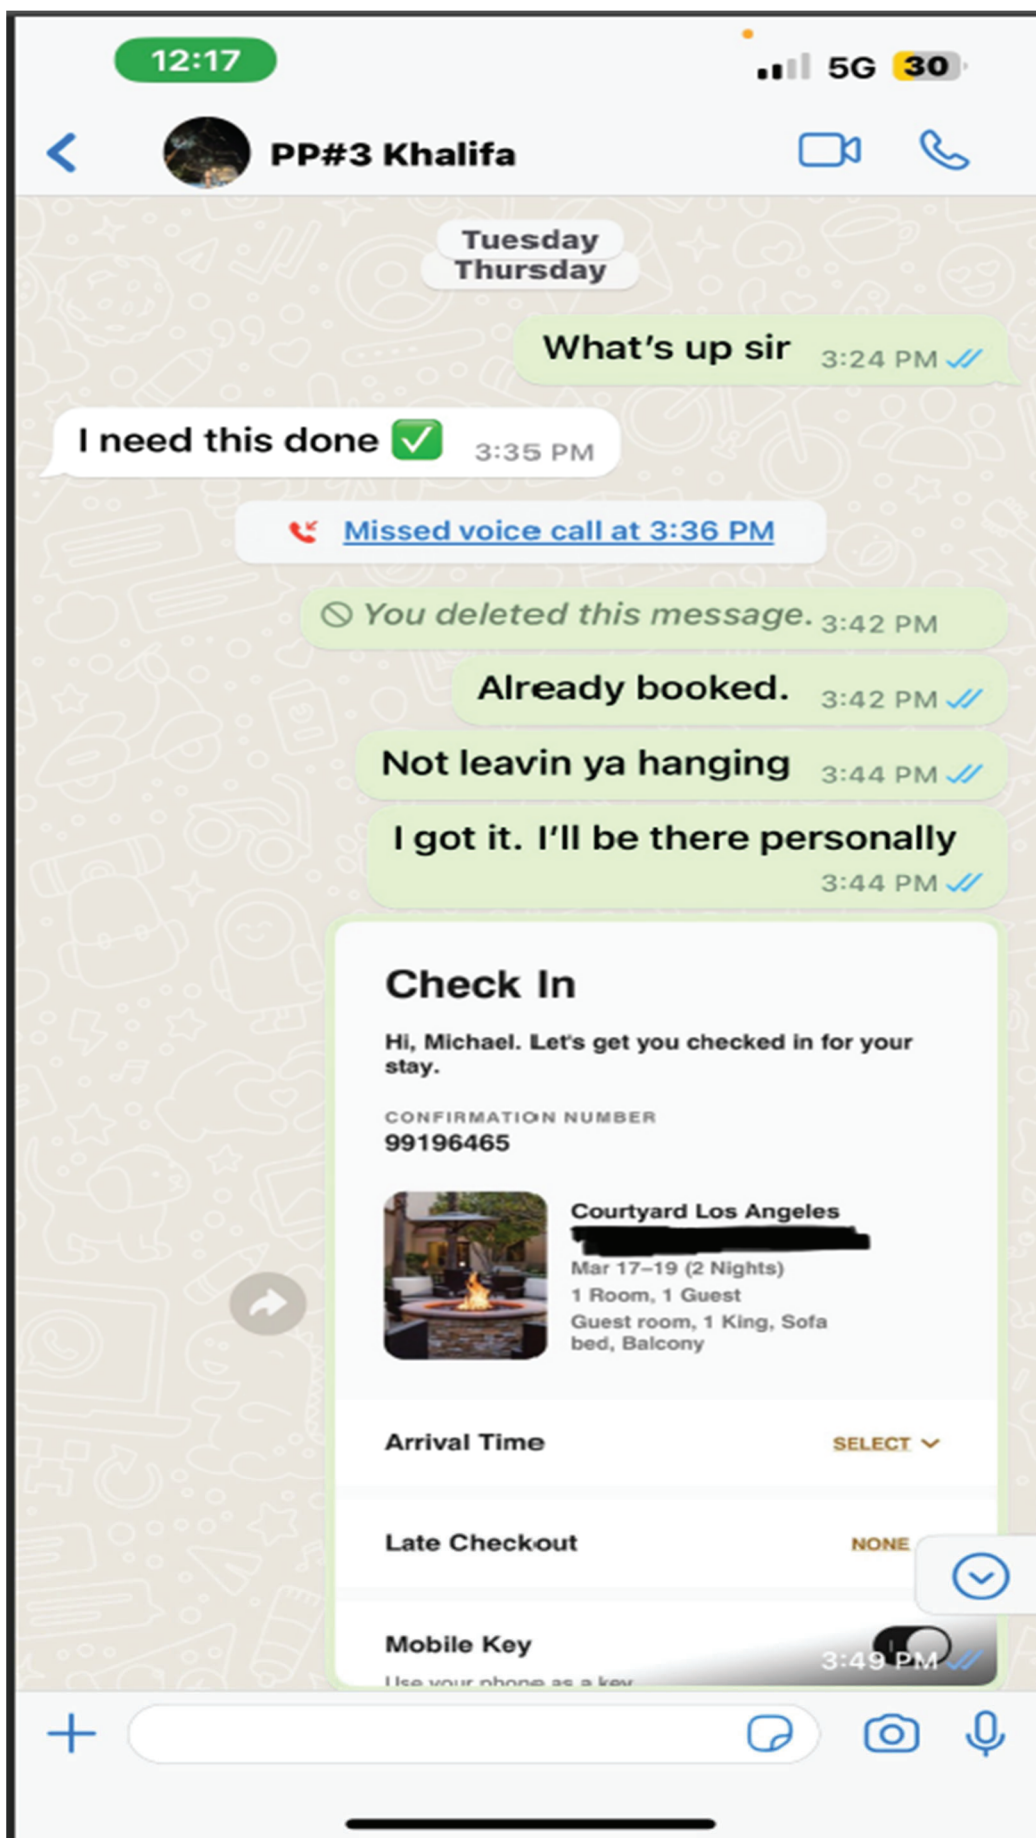 12:17
5G 30
PP#3 Khalifa
Tuesday
Thursday
What's up sir 3:24 PM
I need this done ✅ 3:35 PM
Missed voice call at 3:36 PM
You deleted this message. 3:42 PM
Already booked. 3:42 PM
Not leavin ya hanging 3:44 PM
I got it. I'll be there personally
3:44 PM
Check In
Hi, Michael. Let's get you checked in for your
stay.
CONFIRMATION NUMBER
99196465
Courtyard Los Angeles
Mar 17–19 (2 Nights)
1 Room, 1 Guest
Guest room, 1 King, Sofa
bed, Balcony
Arrival Time SELECT
Late Checkout NONE
Mobile Key
3:49 PM
Use your phone as a key